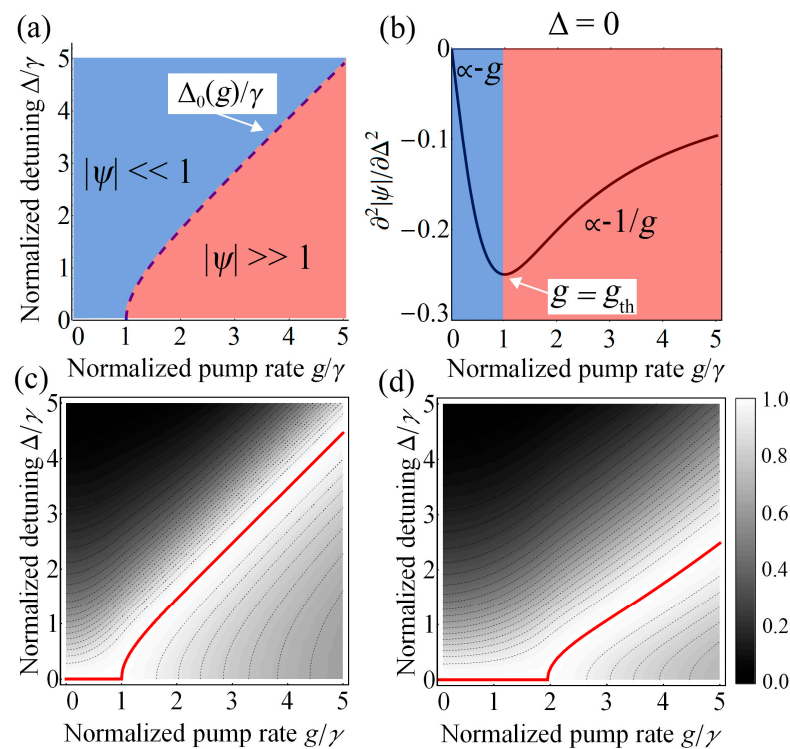 (a)
Normalized detuning Δ/γ
5
4
3
2
1
0
Δ₀(g)/γ
|ψ| << 1
|ψ| >> 1
0 1 2 3 4 5
Normalized pump rate g/γ
(b)
Δ = 0
∂²|ψ|/∂Δ²
0
−0.1
−0.2
−0.3
∝-g
∝-1/g
g = gth
0 1 2 3 4 5
Normalized pump rate g/γ
(c)
Normalized detuning Δ/γ
5
4
3
2
1
0
0 1 2 3 4 5
Normalized pump rate g/γ
(d)
Normalized detuning Δ/γ
5
4
3
2
1
0
0 1 2 3 4 5
Normalized pump rate g/γ
1.0
0.8
0.6
0.4
0.2
0.0